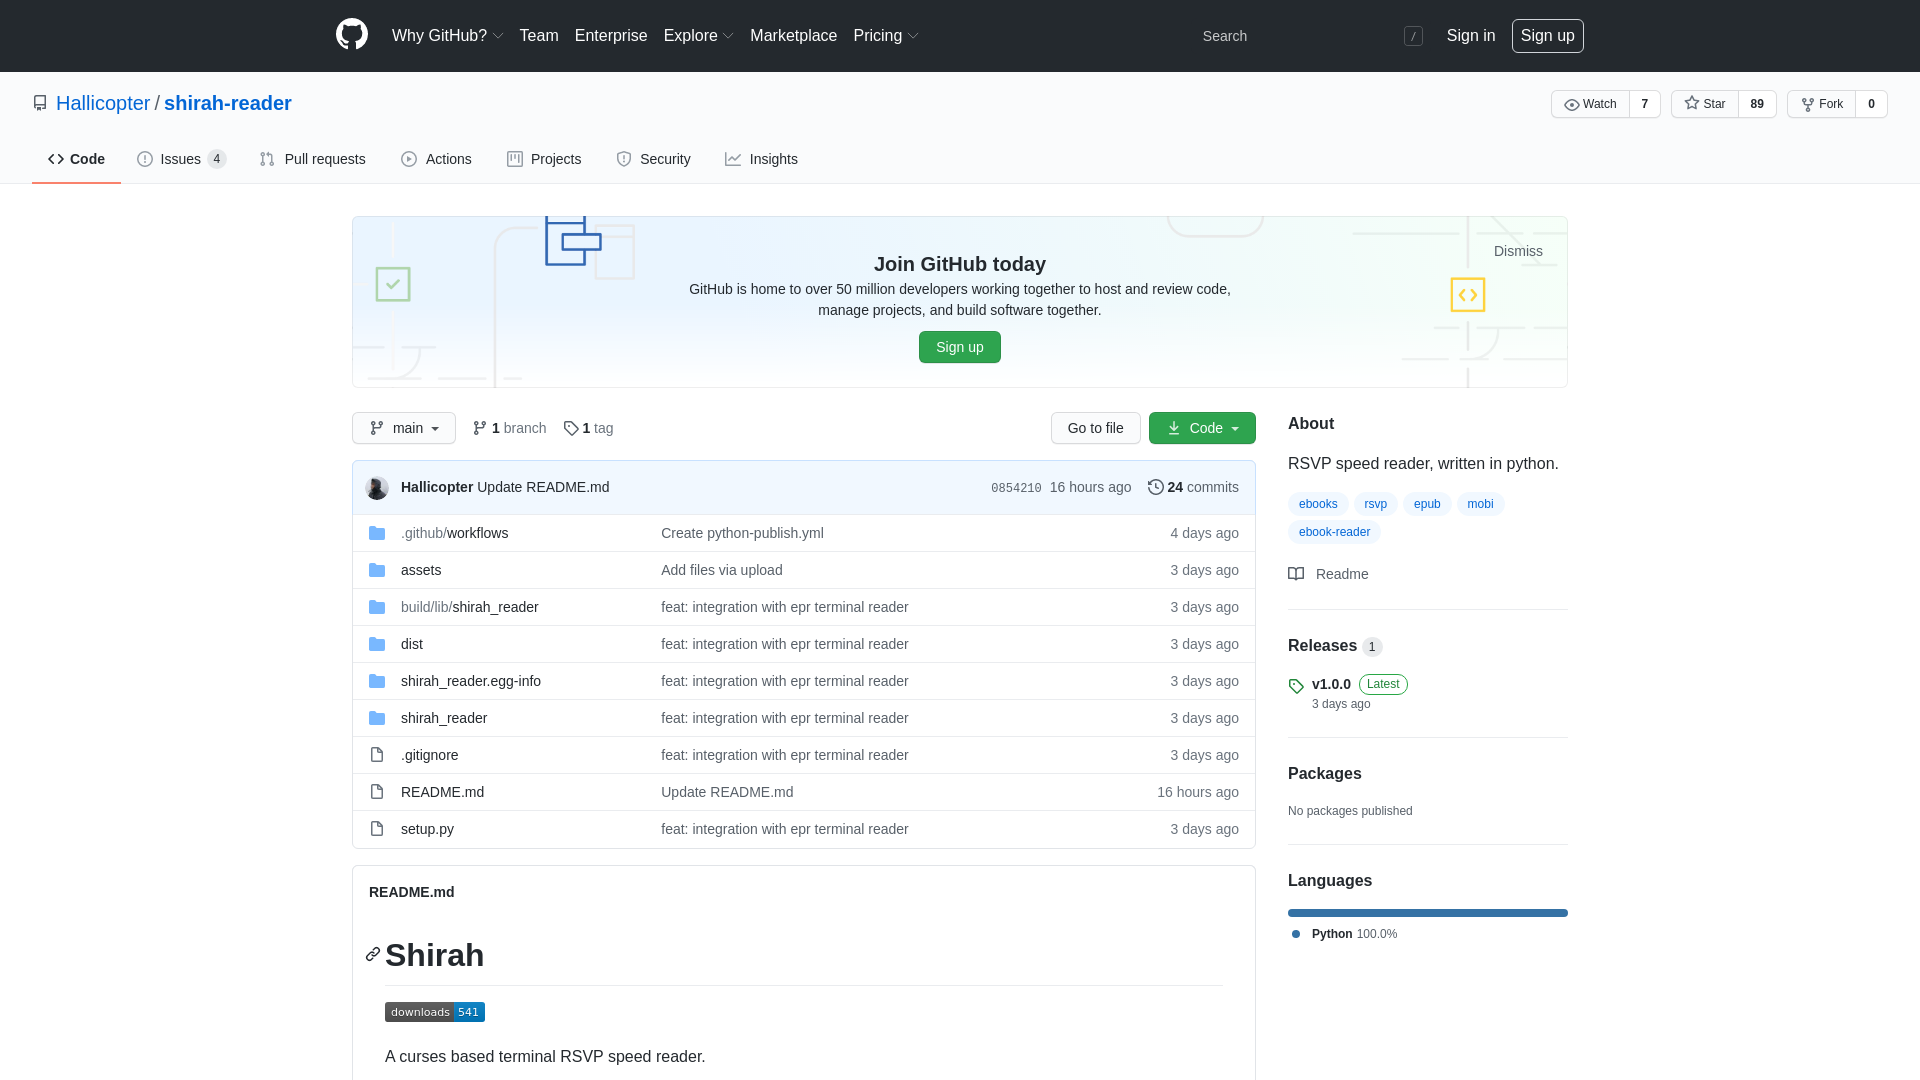 Why GitHub? Team Enterprise Explore Marketplace Pricing Search / Sign in Sign up
Hallicopter / shirah-reader Watch 7 Star 89 Fork 0
Code Issues 4 Pull requests Actions Projects Security Insights
Dismiss
Join GitHub today
GitHub is home to over 50 million developers working together to host and review code,
manage projects, and build software together.
Sign up
main 1 branch 1 tag Go to file Code
Hallicopter Update README.md 0854210 16 hours ago 24 commits
.github/workflows Create python-publish.yml 4 days ago
assets Add files via upload 3 days ago
build/lib/shirah_reader feat: integration with epr terminal reader 3 days ago
dist feat: integration with epr terminal reader 3 days ago
shirah_reader.egg-info feat: integration with epr terminal reader 3 days ago
shirah_reader feat: integration with epr terminal reader 3 days ago
.gitignore feat: integration with epr terminal reader 3 days ago
README.md Update README.md 16 hours ago
setup.py feat: integration with epr terminal reader 3 days ago
README.md
Shirah
downloads 541
A curses based terminal RSVP speed reader.
About
RSVP speed reader, written in python.
ebooks rsvp epub mobi
ebook-reader
Readme
Releases 1
v1.0.0 Latest
3 days ago
Packages
No packages published
Languages
Python 100.0%